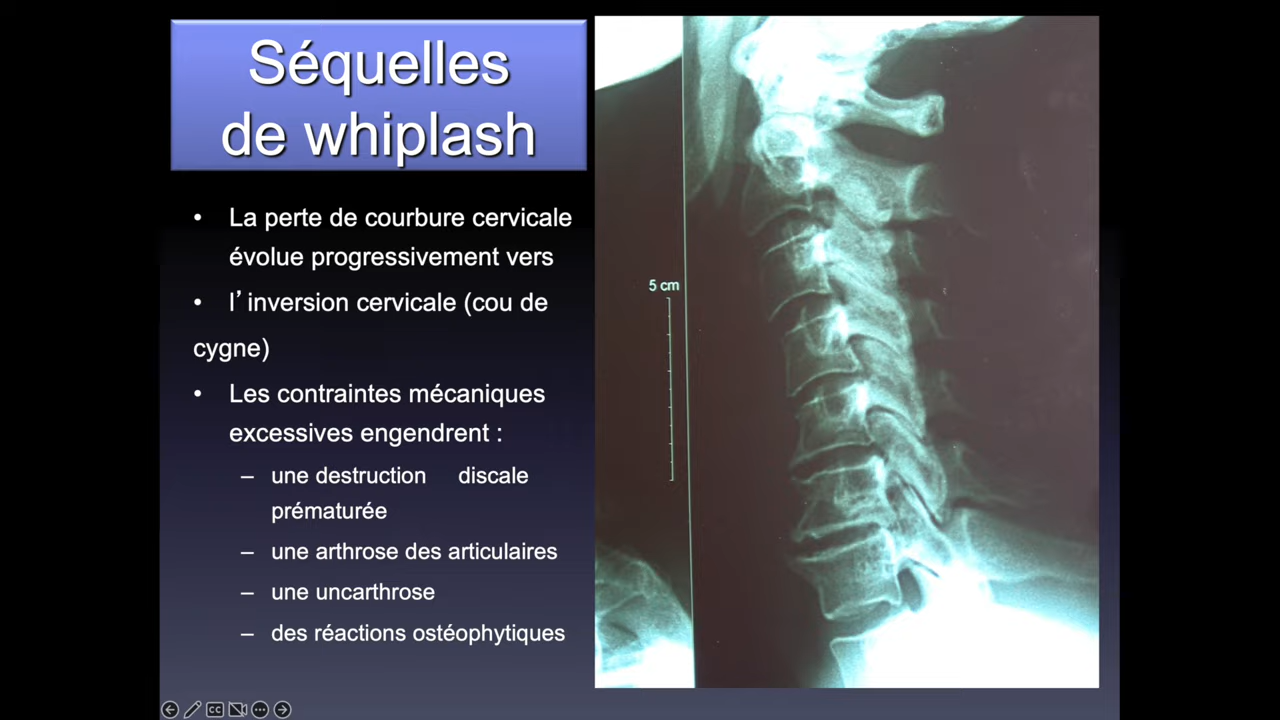 Séquelles
de whiplash
• La perte de courbure cervicale
évolue progressivement vers
• l’inversion cervicale (cou de
cygne)
• Les contraintes mécaniques
excessives engendrent :
– une destruction discale
prématurée
– une arthrose des articulaires
– une uncarthrose
– des réactions ostéophytiques
5 cm
CC